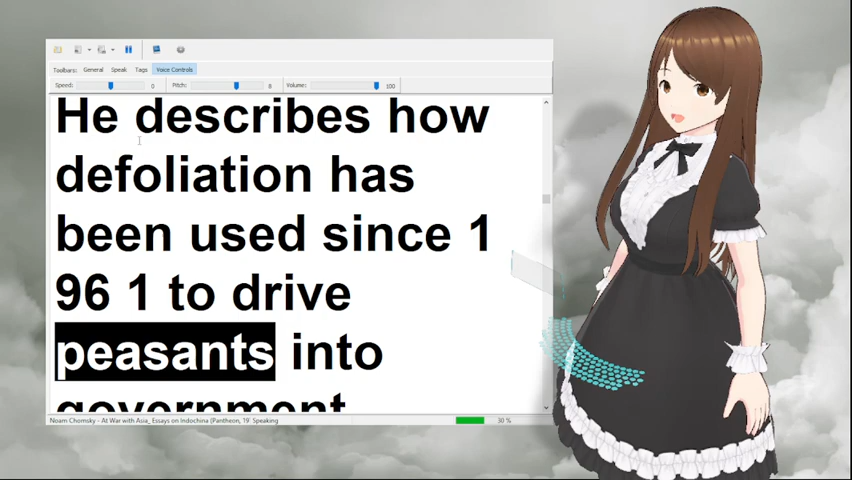 Toolbars: General Speak Tags Voice Controls
Speed: 0 Pitch: 8 Volume: 100
He describes how
defoliation has
been used since 1
96 1 to drive
peasants into
government
Noam Chomsky - At War with Asia_ Essays on Indochina (Pantheon, 19 Speaking 30 %